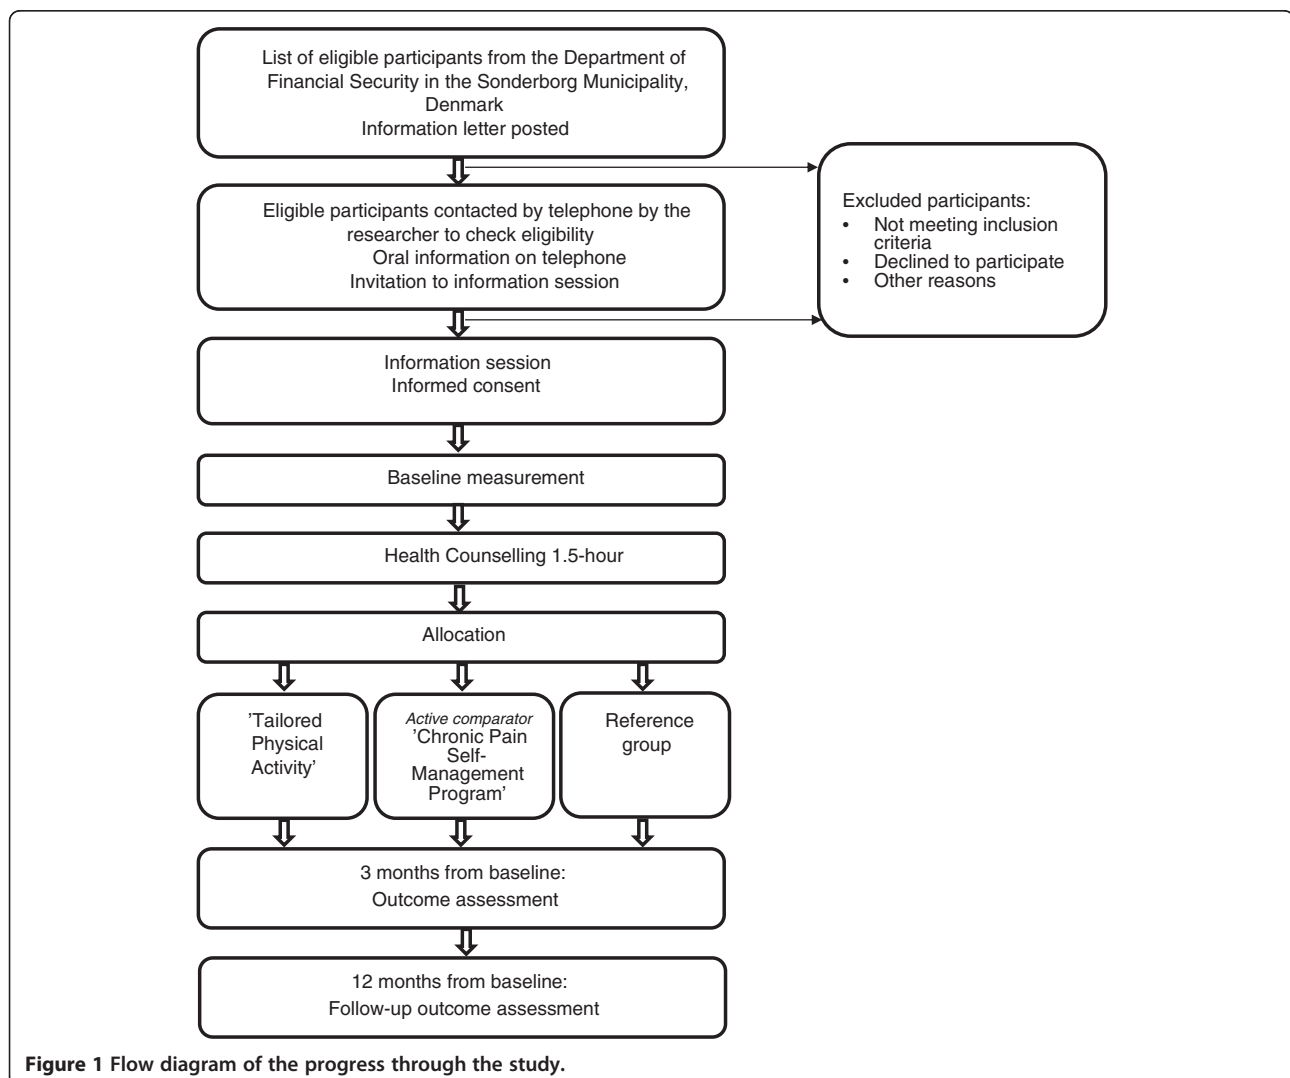 List of eligible participants from the Department of
Financial Security in the Sonderborg Municipality,
Denmark
Information letter posted
Eligible participants contacted by telephone by the
researcher to check eligibility
Oral information on telephone
Invitation to information session
Excluded participants:
• Not meeting inclusion
criteria
• Declined to participate
• Other reasons
Information session
Informed consent
Baseline measurement
Health Counselling 1.5-hour
Allocation
’Tailored
Physical
Activity’
Active comparator
’Chronic Pain
Self-
Management
Program’
Reference
group
3 months from baseline:
Outcome assessment
12 months from baseline:
Follow-up outcome assessment
Figure 1 Flow diagram of the progress through the study.